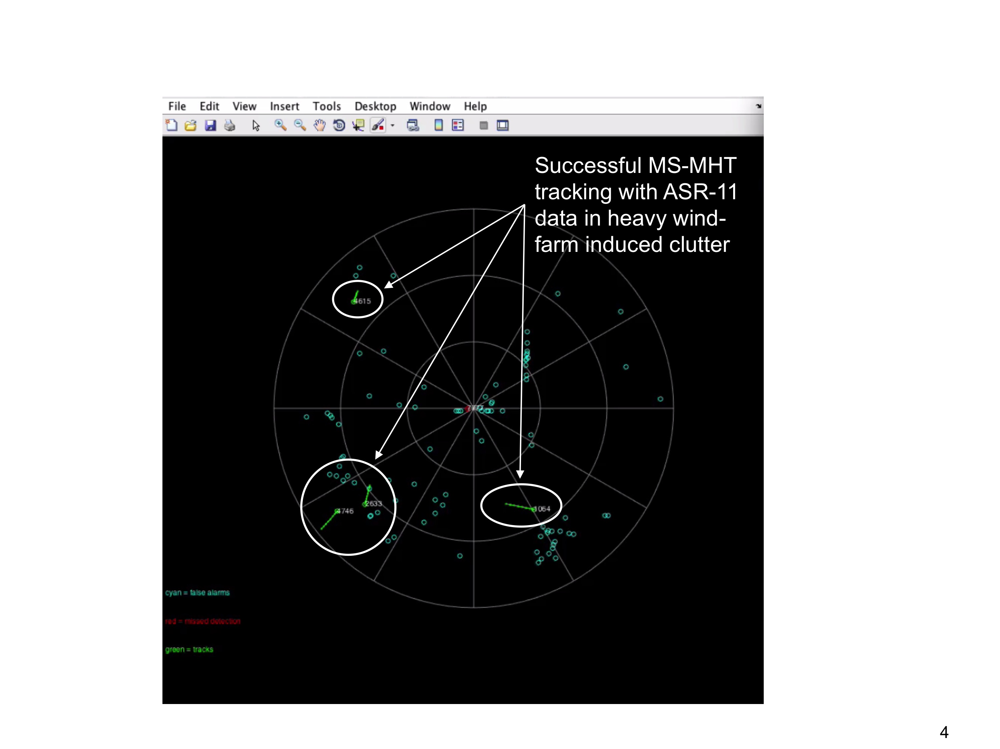 File Edit View Insert Tools Desktop Window Help
Successful MS-MHT
tracking with ASR-11
data in heavy wind-
farm induced clutter
4615
2633
4746
1064
cyan = false alarms
red = missed detection
green = tracks
4